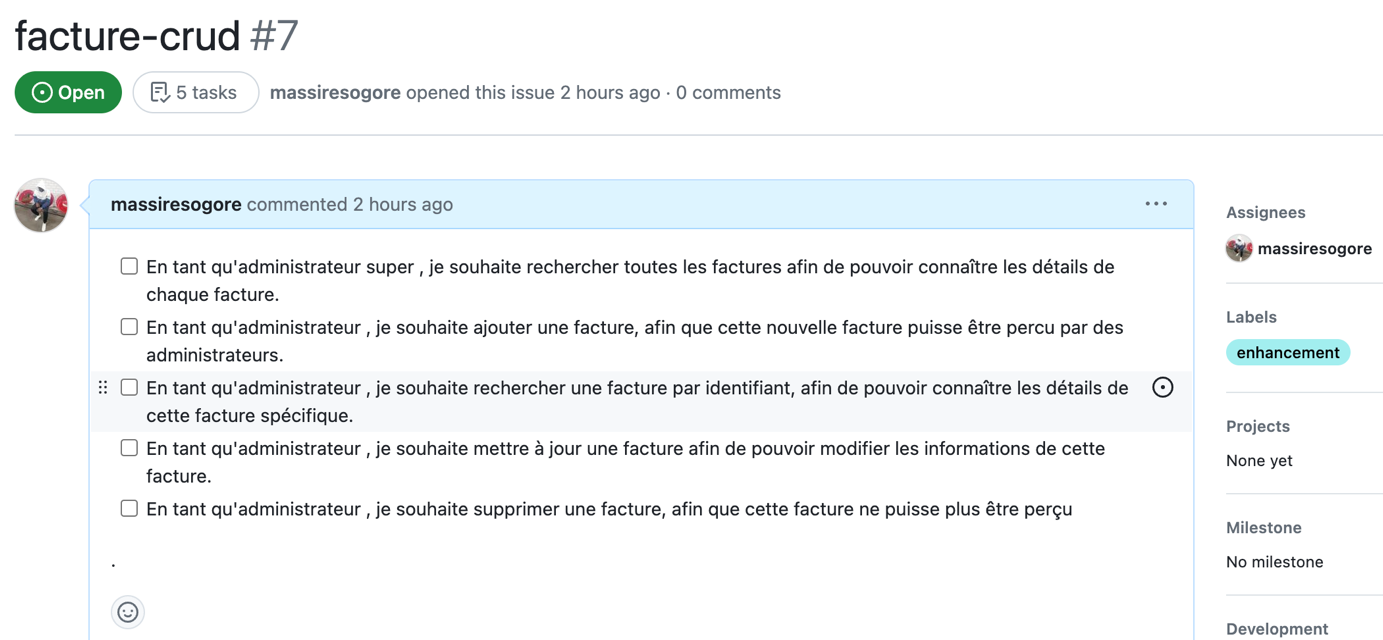 facture-crud #7
Open
5 tasks
massiresogore opened this issue 2 hours ago · 0 comments
massiresogore commented 2 hours ago
En tant qu'administrateur super , je souhaite rechercher toutes les factures afin de pouvoir connaître les détails de
chaque facture.
En tant qu'administrateur , je souhaite ajouter une facture, afin que cette nouvelle facture puisse être percu par des
administrateurs.
En tant qu'administrateur , je souhaite rechercher une facture par identifiant, afin de pouvoir connaître les détails de
cette facture spécifique.
En tant qu'administrateur , je souhaite mettre à jour une facture afin de pouvoir modifier les informations de cette
facture.
En tant qu'administrateur , je souhaite supprimer une facture, afin que cette facture ne puisse plus être perçu
.
Assignees
massiresogore
Labels
enhancement
Projects
None yet
Milestone
No milestone
Development